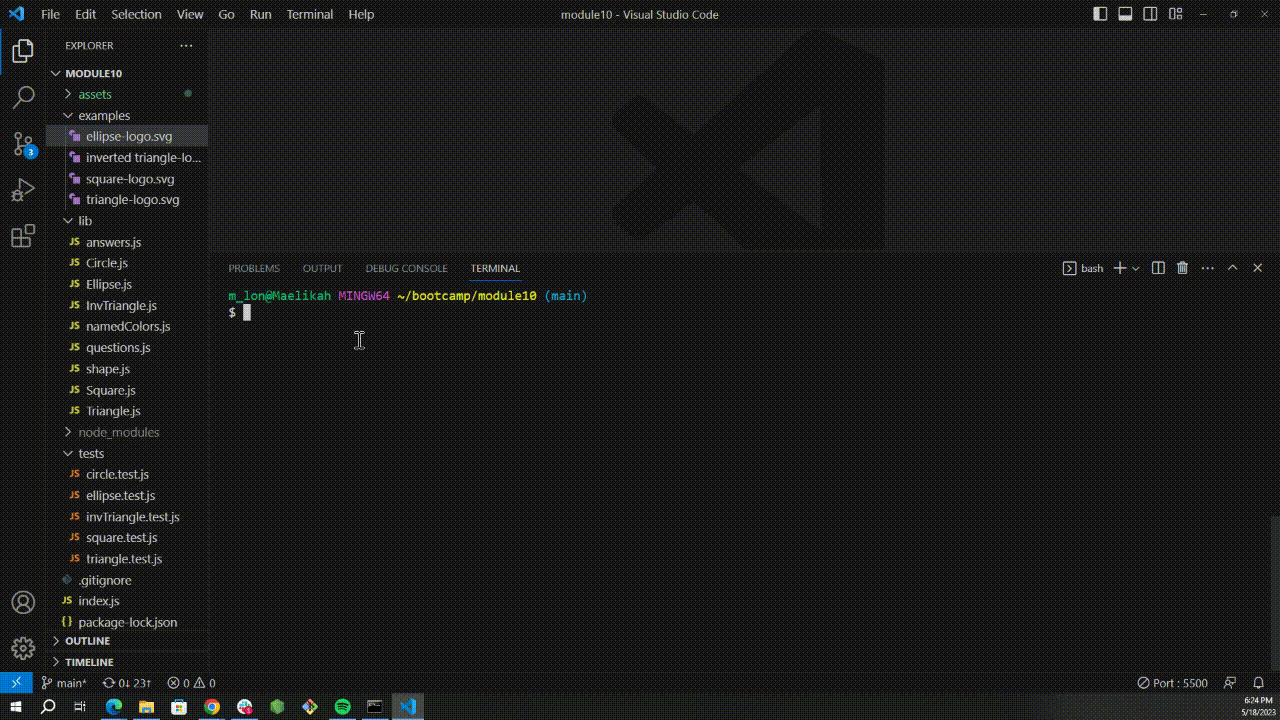 File Edit Selection View Go Run Terminal Help module10 - Visual Studio Code
EXPLORER
MODULE10
assets
examples
ellipse-logo.svg
inverted triangle-lo...
square-logo.svg
triangle-logo.svg
lib
JS answers.js
JS Circle.js
JS Ellipse.js
JS InvTriangle.js
JS namedColors.js
JS questions.js
JS shape.js
JS Square.js
JS Triangle.js
node_modules
tests
JS circle.test.js
JS ellipse.test.js
JS invTriangle.test.js
JS square.test.js
JS triangle.test.js
.gitignore
JS index.js
{} package-lock.json
OUTLINE
TIMELINE
3
PROBLEMS OUTPUT DEBUG CONSOLE TERMINAL bash
m_lon@Maelikah MINGW64 ~/bootcamp/module10 (main)
$
main* 0↓ 23↑ 0 0 Port : 5500
6:24 PM
5/18/2023